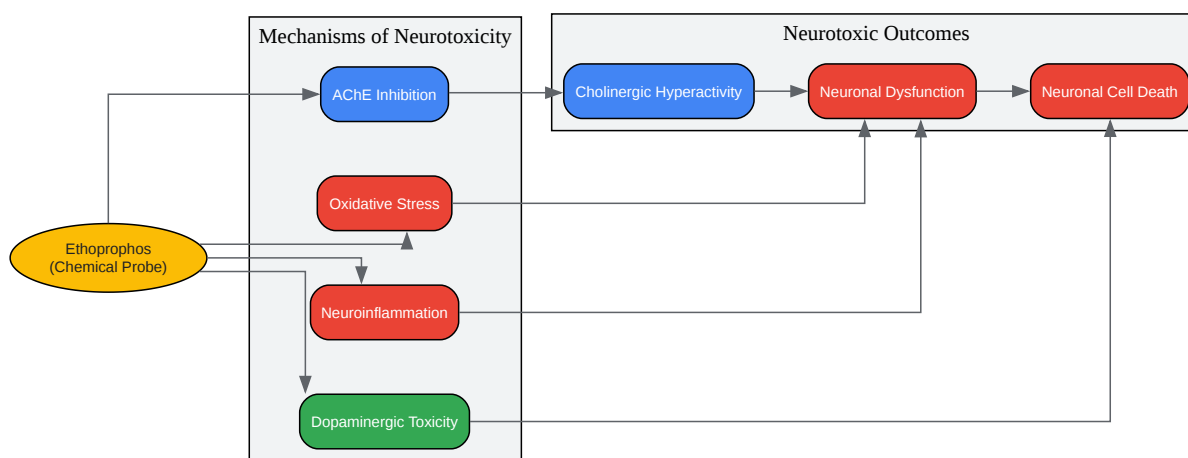 Mechanisms of Neurotoxicity
Neurotoxic Outcomes
AChE Inhibition
Cholinergic Hyperactivity
Neuronal Dysfunction
Neuronal Cell Death
Oxidative Stress
Ethoprophos
(Chemical Probe)
Neuroinflammation
Dopaminergic Toxicity